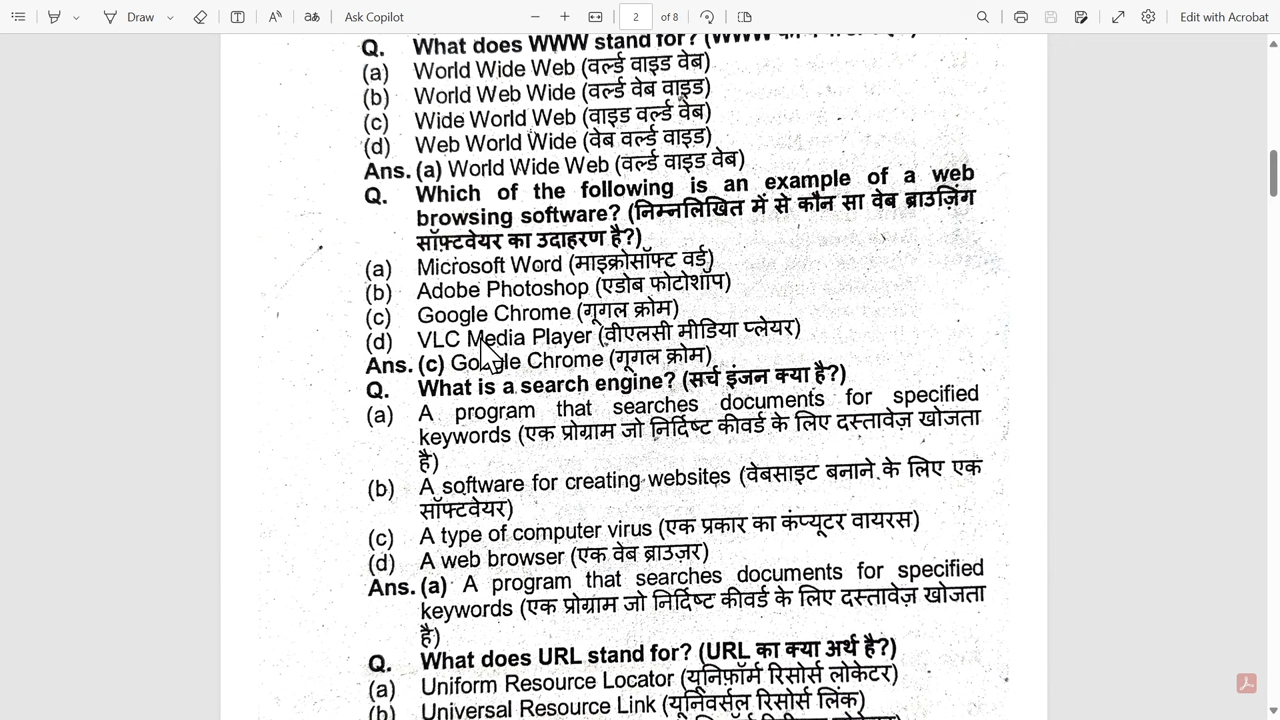 Draw
Ask Copilot
2 of 8
Edit with Acrobat
Q. What does WWW stand for? (WWW
(a) World Wide Web (वर्ल्ड वाइड वेब)
(b) World Web Wide (वर्ल्ड वेब वाइड)
(c) Wide World Web (वाइड वर्ल्ड वेब)
(d) Web World Wide (वेब वर्ल्ड वाइड)
Ans. (a) World Wide Web (वर्ल्ड वाइड वेब)
Q. Which of the following is an example of a web
browsing software? (निम्नलिखित में से कौन सा वेब ब्राउज़िंग
सॉफ़्टवेयर का उदाहरण है?)
(a) Microsoft Word (माइक्रोसॉफ्ट वर्ड)
(b) Adobe Photoshop (एडोब फोटोशॉप)
(c) Google Chrome (गूगल क्रोम)
(d) VLC Media Player (वीएलसी मीडिया प्लेयर)
Ans. (c) Google Chrome (गूगल क्रोम)
Q. What is a search engine? (सर्च इंजन क्या है?)
(a) A program that searches documents for specified
keywords (एक प्रोग्राम जो निर्दिष्ट कीवर्ड के लिए दस्तावेज़ खोजता
है)
(b) A software for creating websites (वेबसाइट बनाने के लिए एक
सॉफ्टवेयर)
(c) A type of computer virus (एक प्रकार का कंप्यूटर वायरस)
(d) A web browser (एक वेब ब्राउज़र)
Ans. (a) A program that searches documents for specified
keywords (एक प्रोग्राम जो निर्दिष्ट कीवर्ड के लिए दस्तावेज़ खोजता
है)
Q. What does URL stand for? (URL का क्या अर्थ है?)
(a) Uniform Resource Locator (यूनिफ़ॉर्म रिसोर्स लोकेटर)
(b) Universal Resource Link (यूनिवर्सल रिसोर्स लिंक)